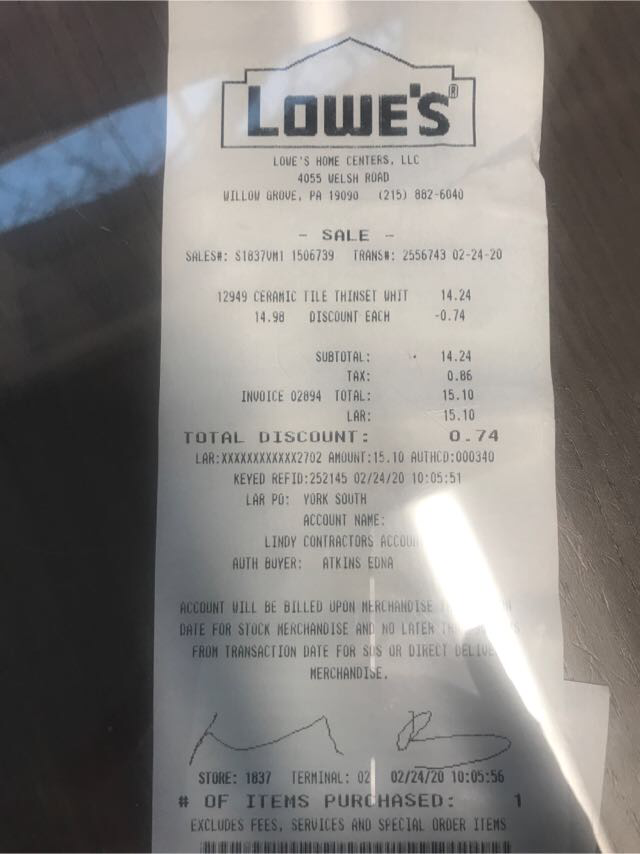 LOWE'S®
LOWE'S HOME CENTERS, LLC
4055 WELSH ROAD
WILLOW GROVE, PA 19090 (215) 882-6040
- SALE -
SALES#: S1837VM1 1506739 TRANS#: 2556743 02-24-20
12949 CERAMIC TILE THINSET WHIT 14.24
14.98 DISCOUNT EACH -0.74
SUBTOTAL: 14.24
TAX: 0.86
INVOICE 02894 TOTAL: 15.10
LAR: 15.10
TOTAL DISCOUNT: 0.74
LAR:XXXXXXXXXXXX2702 AMOUNT:15.10 AUTHCD:000340
KEYED REFID:252145 02/24/20 10:05:51
LAR PO: YORK SOUTH
ACCOUNT NAME:
LINDY CONTRACTORS
AUTH BUYER: ATKINS EDNA
ACCOUNT WILL BE BILLED UPON MERCHANDISE
DATE FOR STOCK MERCHANDISE AND NO LATER
FROM TRANSACTION DATE FOR SOS OR DIRECT
MERCHANDISE.
STORE: 1837 TERMINAL: 02 02/24/20 10:05:56
# OF ITEMS PURCHASED: 1
EXCLUDES FEES, SERVICES AND SPECIAL ORDER ITEMS